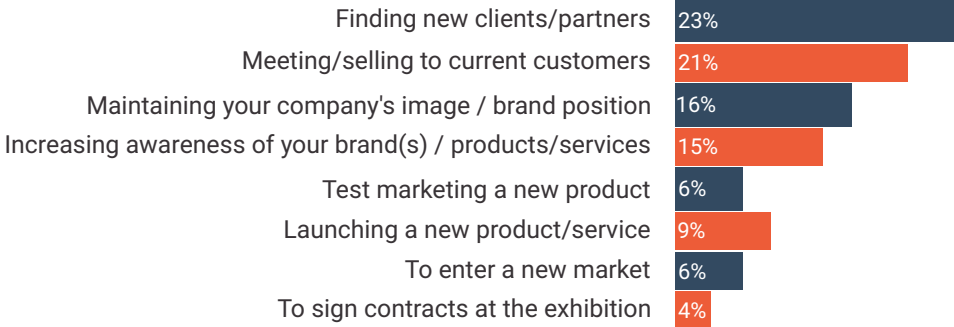 Finding new clients/partners 23%
Meeting/selling to current customers 21%
Maintaining your company's image / brand position 16%
Increasing awareness of your brand(s) / products/services 15%
Test marketing a new product 6%
Launching a new product/service 9%
To enter a new market 6%
To sign contracts at the exhibition 4%